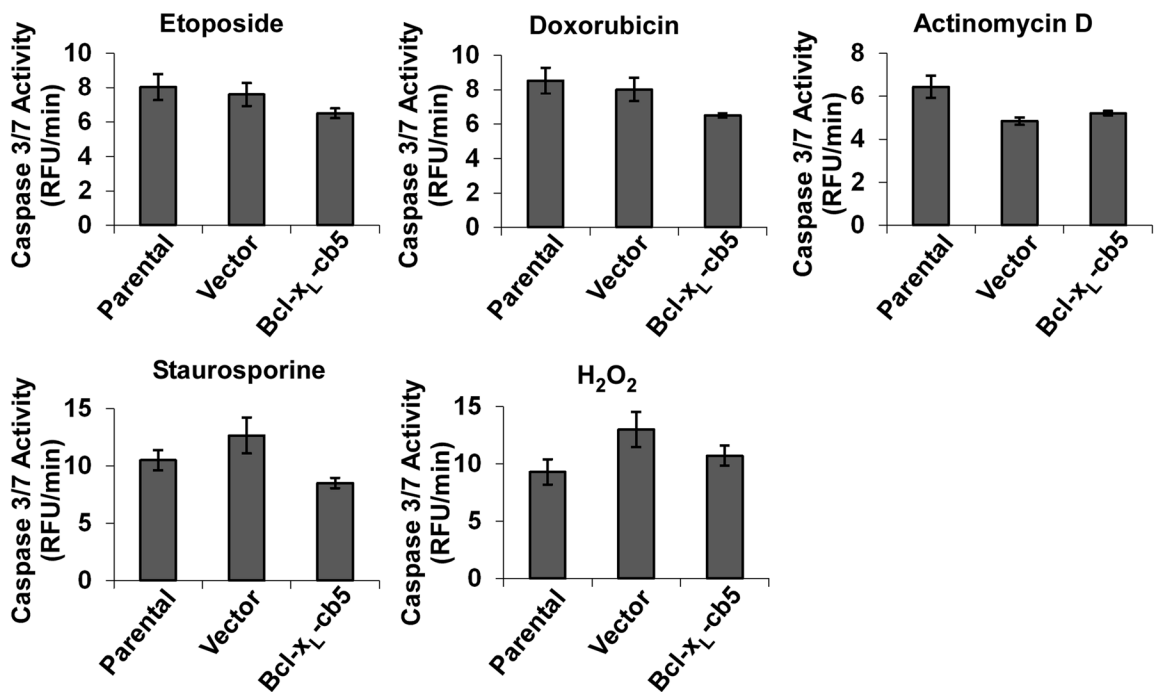 Etoposide
Caspase 3/7 Activity
(RFU/min)
10
8
6
4
2
0
Parental
Vector
Bcl-xL-cb5
Doxorubicin
Caspase 3/7 Activity
(RFU/min)
10
8
6
4
2
0
Parental
Vector
Bcl-xL-cb5
Actinomycin D
Caspase 3/7 Activity
(RFU/min)
8
6
4
2
0
Parental
Vector
Bcl-xL-cb5
Staurosporine
Caspase 3/7 Activity
(RFU/min)
15
10
5
0
Parental
Vector
Bcl-xL-cb5
H2O2
Caspase 3/7 Activity
(RFU/min)
15
10
5
0
Parental
Vector
Bcl-xL-cb5